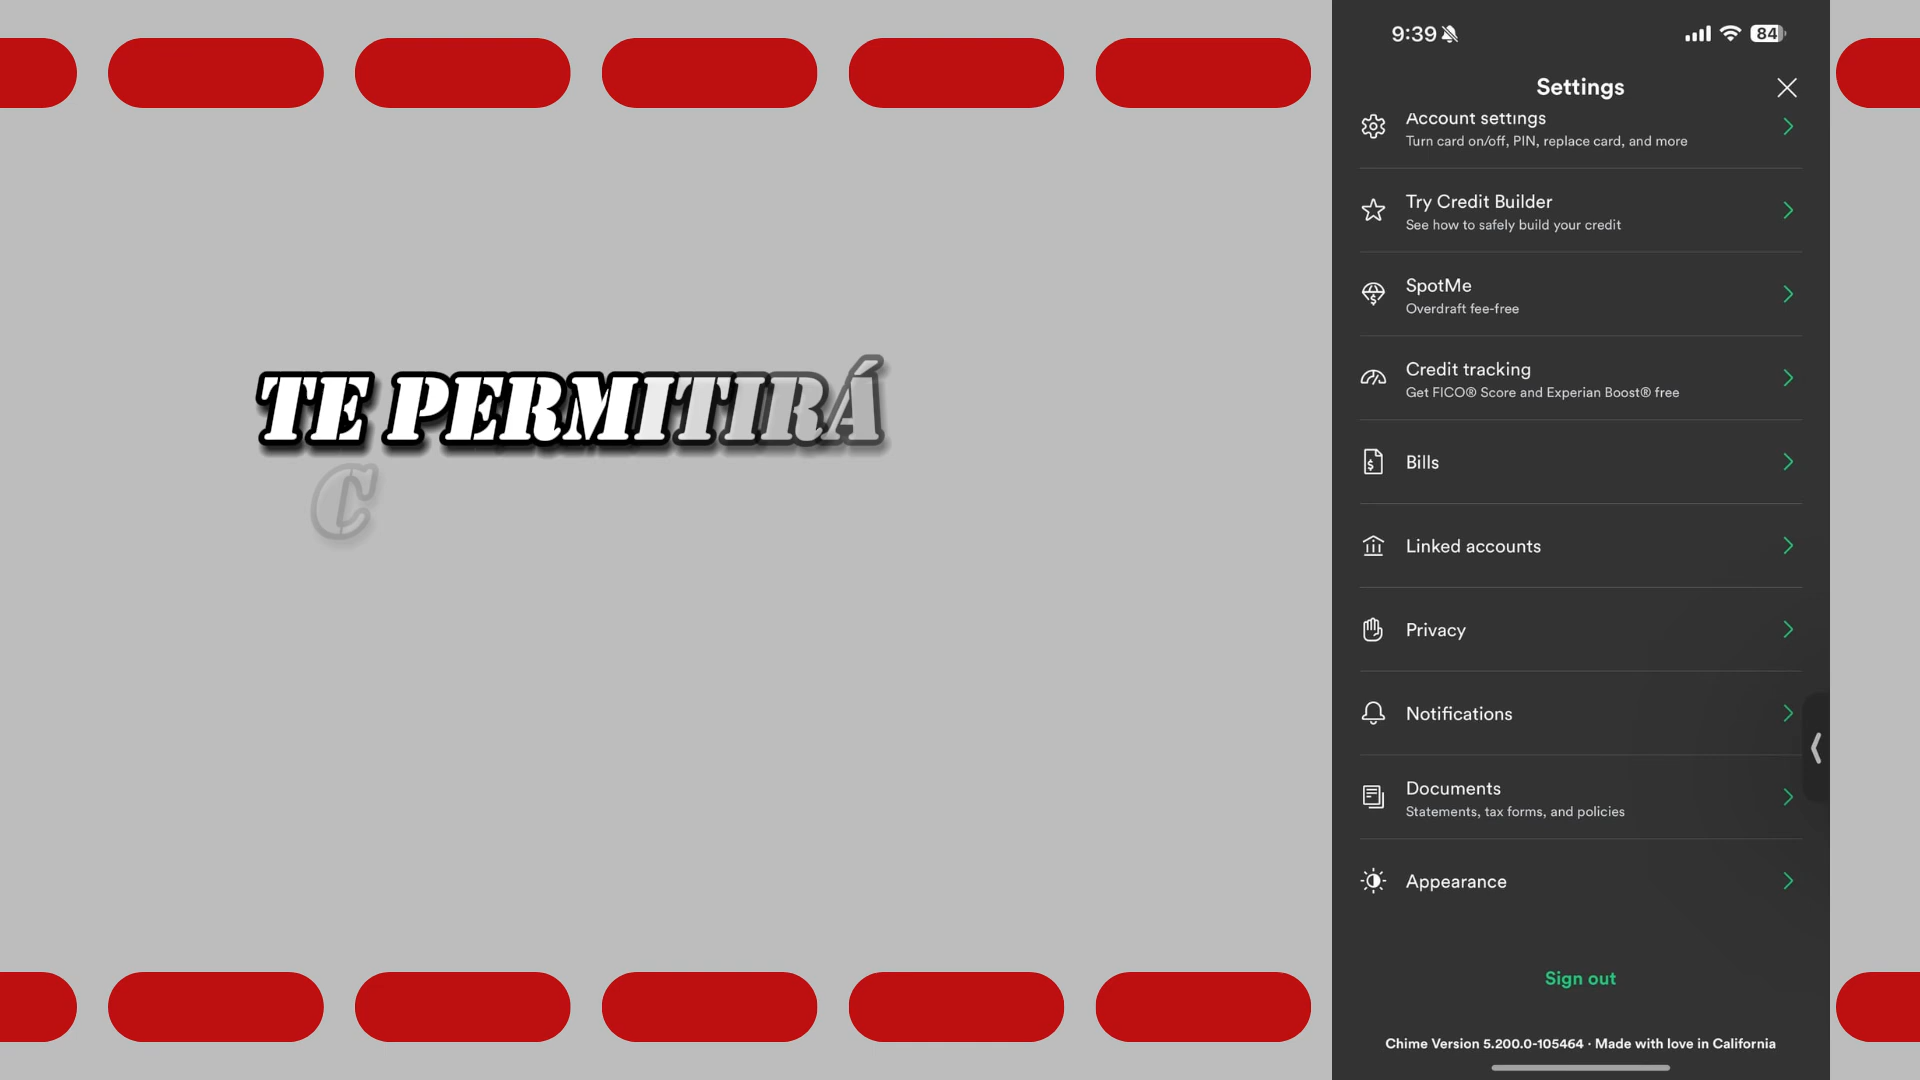 TE PERMITIRÁ
C
9:39
84
Settings
Account settings
Turn card on/off, PIN, replace card, and more
Try Credit Builder
See how to safely build your credit
SpotMe
Overdraft fee-free
Credit tracking
Get FICO® Score and Experian Boost® free
Bills
Linked accounts
Privacy
Notifications
Documents
Statements, tax forms, and policies
Appearance
Sign out
Chime Version 5.200.0-105464 · Made with love in California